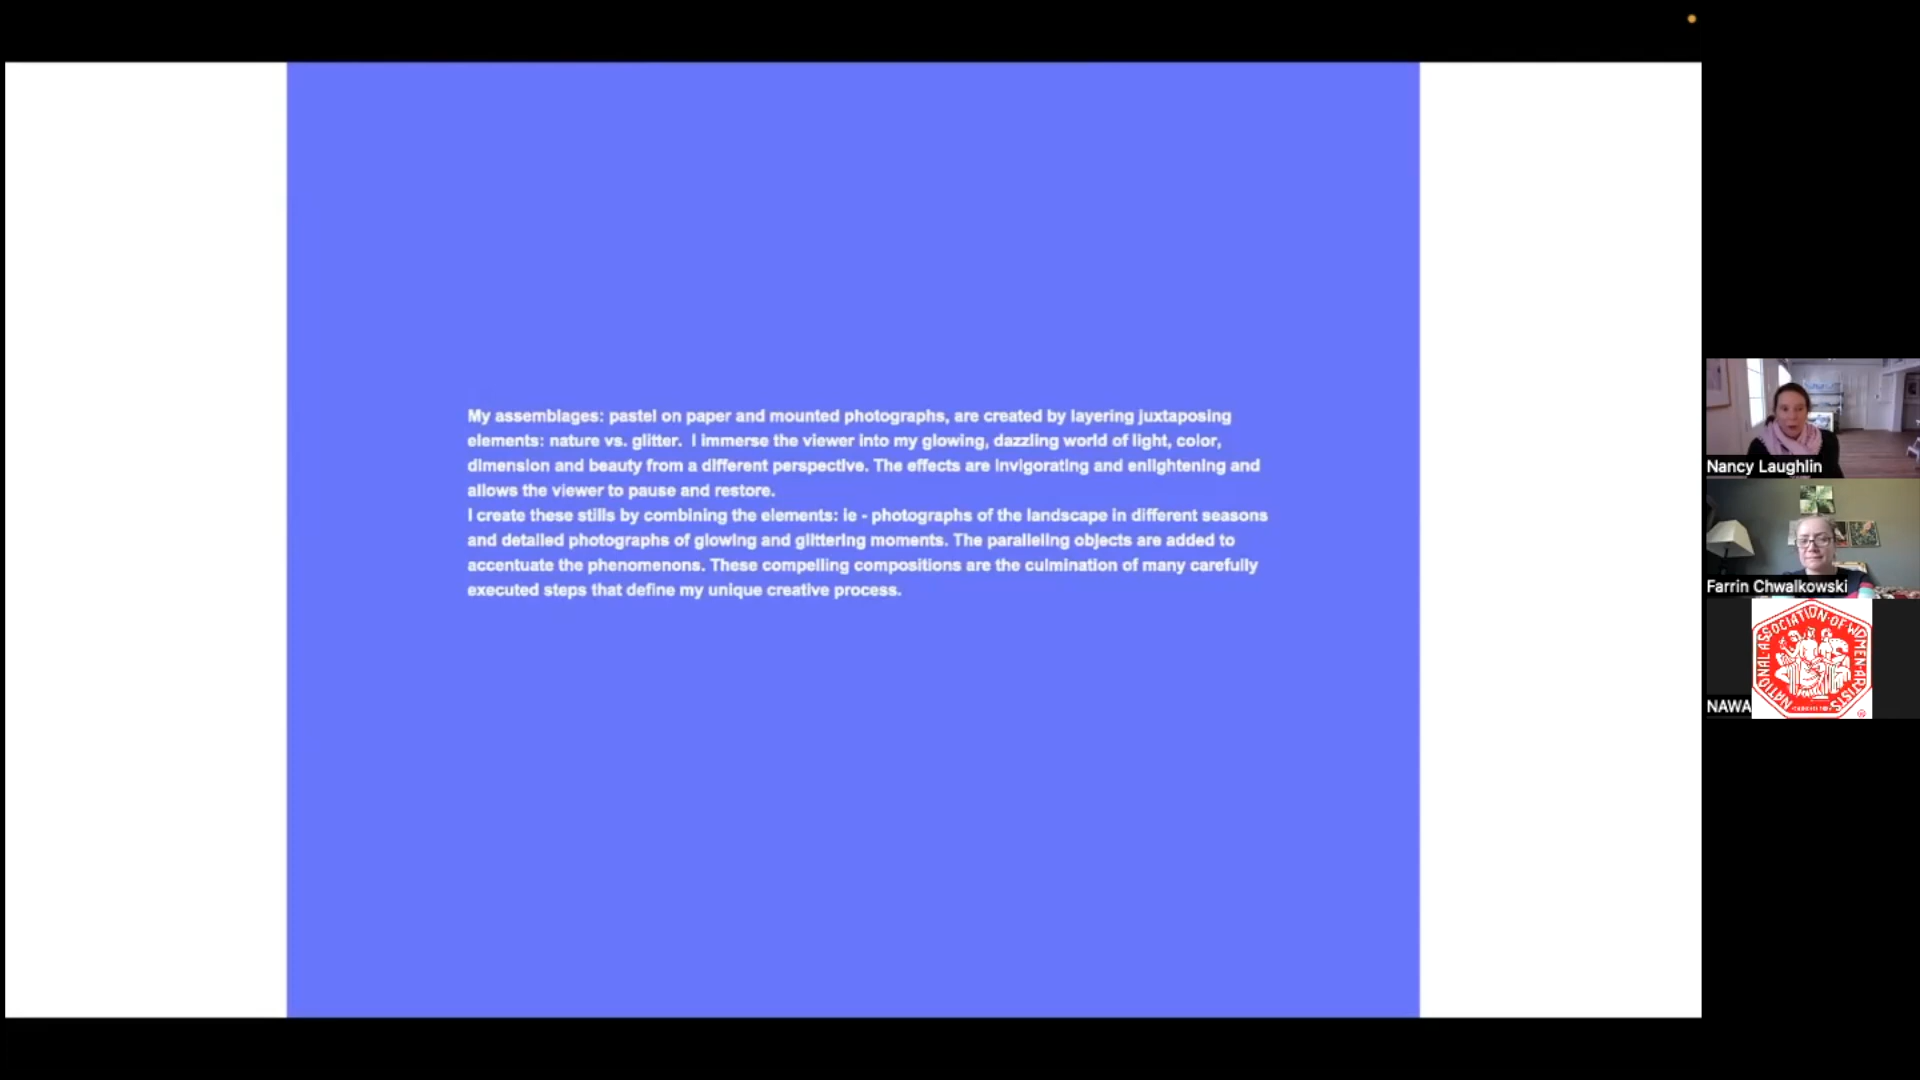 My assemblages: pastel on paper and mounted photographs, are created by layering juxtaposing
elements: nature vs. glitter. I immerse the viewer into my glowing, dazzling world of light, color,
dimension and beauty from a different perspective. The effects are invigorating and enlightening and
allows the viewer to pause and restore.
I create these stills by combining the elements: ie - photographs of the landscape in different seasons
and detailed photographs of glowing and glittering moments. The paralleling objects are added to
accentuate the phenomenons. These compelling compositions are the culmination of many carefully
executed steps that define my unique creative process.
Nancy Laughlin
Farrin Chwalkowski
NATIONAL·ASSOCIATION·OF·WOMEN·ARTISTS
NAWA
®